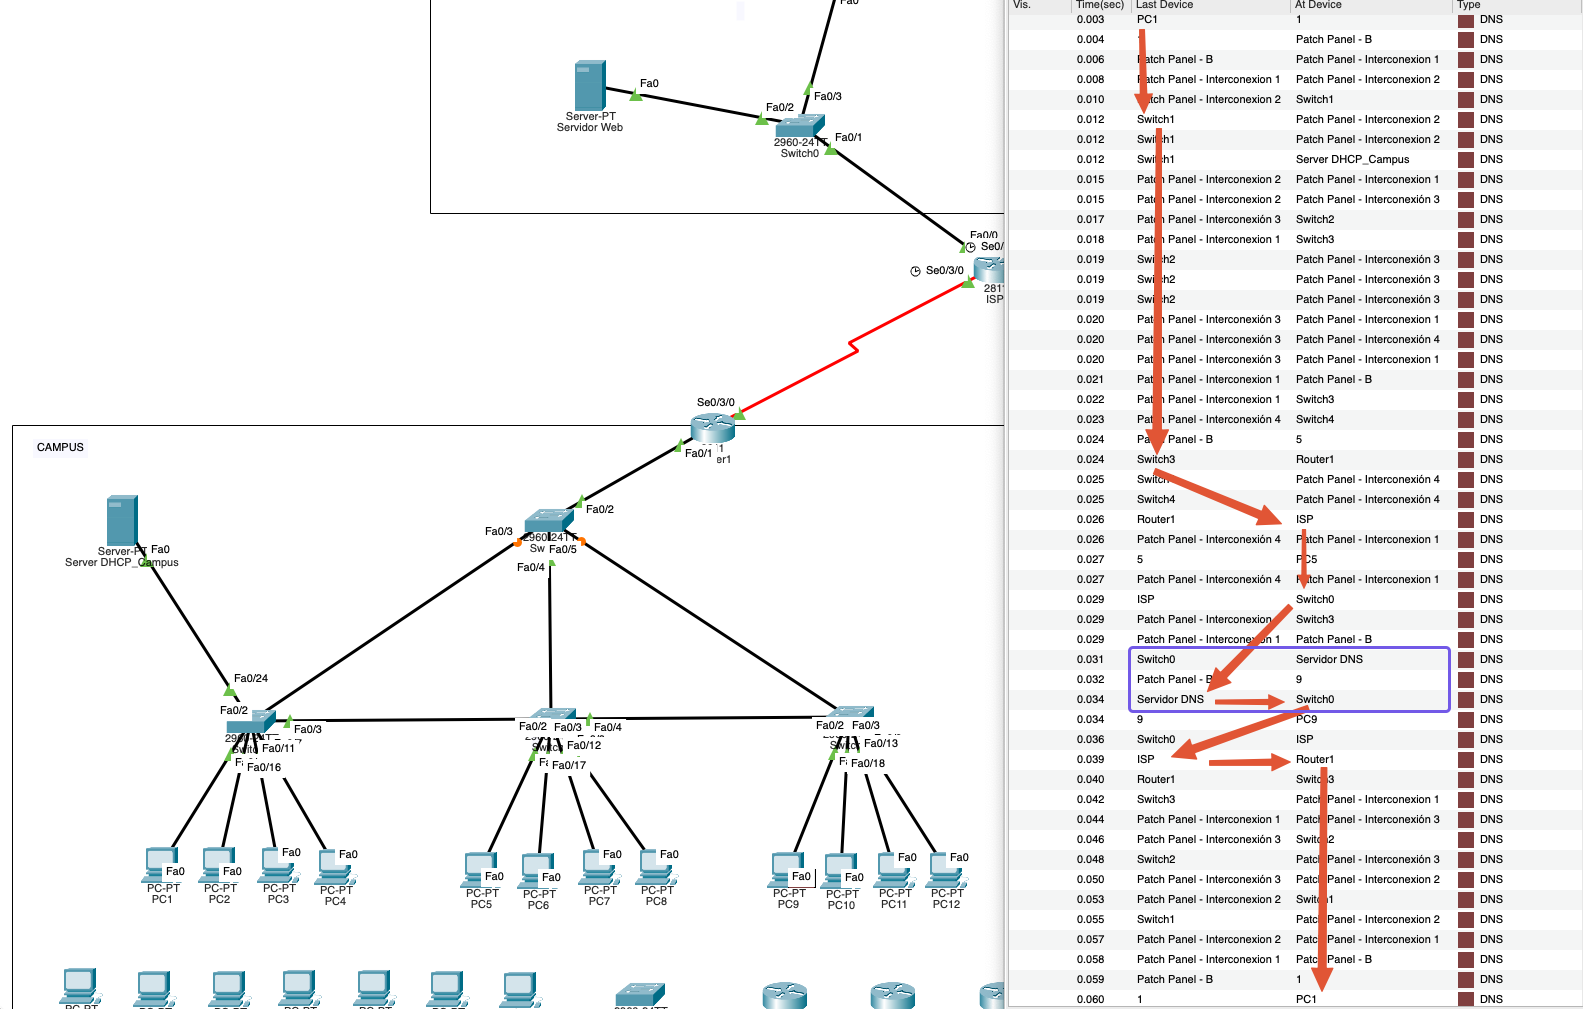 Fa0
Fa0
Server-PT
Servidor Web
Fa0/2
Fa0/3
2960-24TT
Switch0
Fa0/1
Fa0/0
Se0/
Se0/3/0
2811
ISP
Se0/3/0
Fa0/1
er1
CAMPUS
Fa0/2
Fa0/3
2960-24TT
Sw
Fa0/5
Fa0/4
Server-PT
Fa0
Server DHCP_Campus
Fa0/24
Fa0/2
Fa0/3
Fa0/11
Fa0/16
Fa0/2
Fa0/3
Fa0/4
Fa0/12
Fa0/17
Fa0/2
Fa0/3
Fa0/13
Fa0/18
Fa0
PC-PT
PC1
Fa0
PC-PT
PC2
Fa0
PC-PT
PC3
Fa0
PC-PT
PC4
Fa0
PC-PT
PC5
Fa0
PC-PT
PC6
Fa0
PC-PT
PC7
Fa0
PC-PT
PC8
Fa0
PC-PT
PC9
Fa0
PC-PT
PC10
Fa0
PC-PT
PC11
Fa0
PC-PT
PC12
Vis. Time(sec) Last Device At Device Type
0.003 PC1 1 DNS
0.004 Patch Panel - B DNS
0.006 Patch Panel - B Patch Panel - Interconexion 1 DNS
0.008 Patch Panel - Interconexion 1 Patch Panel - Interconexion 2 DNS
0.010 Patch Panel - Interconexion 2 Switch1 DNS
0.012 Switch1 Patch Panel - Interconexion 2 DNS
0.012 Switch1 Patch Panel - Interconexion 2 DNS
0.012 Switch1 Server DHCP_Campus DNS
0.015 Patch Panel - Interconexion 2 Patch Panel - Interconexion 1 DNS
0.015 Patch Panel - Interconexion 2 Patch Panel - Interconexión 3 DNS
0.017 Patch Panel - Interconexión 3 Switch2 DNS
0.018 Patch Panel - Interconexion 1 Switch3 DNS
0.019 Switch2 Patch Panel - Interconexión 3 DNS
0.019 Switch2 Patch Panel - Interconexión 3 DNS
0.019 Switch2 Patch Panel - Interconexión 3 DNS
0.020 Patch Panel - Interconexión 3 Patch Panel - Interconexion 1 DNS
0.020 Patch Panel - Interconexión 3 Patch Panel - Interconexión 4 DNS
0.020 Patch Panel - Interconexión 3 Patch Panel - Interconexion 1 DNS
0.021 Patch Panel - Interconexion 1 Patch Panel - B DNS
0.022 Patch Panel - Interconexion 1 Switch3 DNS
0.023 Patch Panel - Interconexión 4 Switch4 DNS
0.024 Patch Panel - B 5 DNS
0.024 Switch3 Router1 DNS
0.025 Switch Patch Panel - Interconexión 4 DNS
0.025 Switch4 Patch Panel - Interconexión 4 DNS
0.026 Router1 ISP DNS
0.026 Patch Panel - Interconexión 4 Patch Panel - Interconexion 1 DNS
0.027 5 PC5 DNS
0.027 Patch Panel - Interconexión 4 Patch Panel - Interconexion 1 DNS
0.029 ISP Switch0 DNS
0.029 Patch Panel - Interconexion Switch3 DNS
0.029 Patch Panel - Interconexion 1 Patch Panel - B DNS
0.031 Switch0 Servidor DNS DNS
0.032 Patch Panel - B 9 DNS
0.034 Servidor DNS Switch0 DNS
0.034 9 PC9 DNS
0.036 Switch0 ISP DNS
0.039 ISP Router1 DNS
0.040 Router1 Switch3 DNS
0.042 Switch3 Patch Panel - Interconexion 1 DNS
0.044 Patch Panel - Interconexion 1 Patch Panel - Interconexión 3 DNS
0.046 Patch Panel - Interconexión 3 Switch2 DNS
0.048 Switch2 Patch Panel - Interconexión 3 DNS
0.050 Patch Panel - Interconexión 3 Patch Panel - Interconexion 2 DNS
0.053 Patch Panel - Interconexion 2 Switch1 DNS
0.055 Switch1 Patch Panel - Interconexion 2 DNS
0.057 Patch Panel - Interconexion 2 Patch Panel - Interconexion 1 DNS
0.058 Patch Panel - Interconexion 1 Patch Panel - B DNS
0.059 Patch Panel - B 1 DNS
0.060 1 PC1 DNS